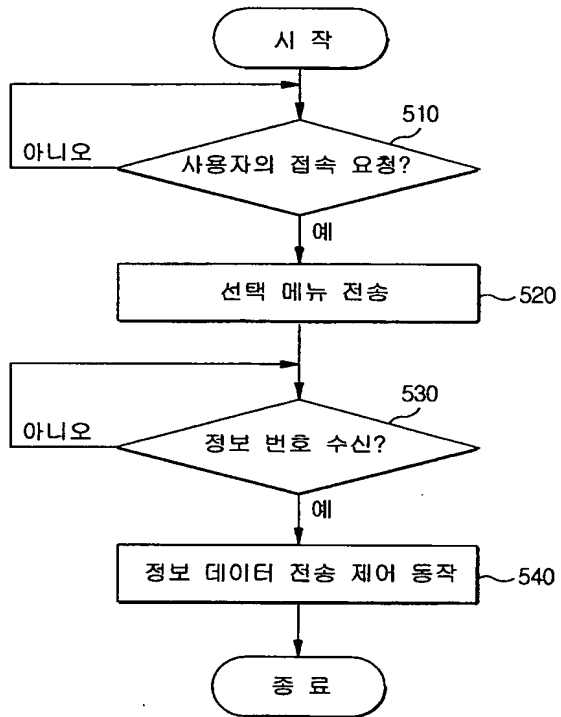 시 작
510
아니오
사용자의 접속 요청?
예
선택 메뉴 전송
520
530
아니오
정보 번호 수신?
예
정보 데이터 전송 제어 동작
540
종 료